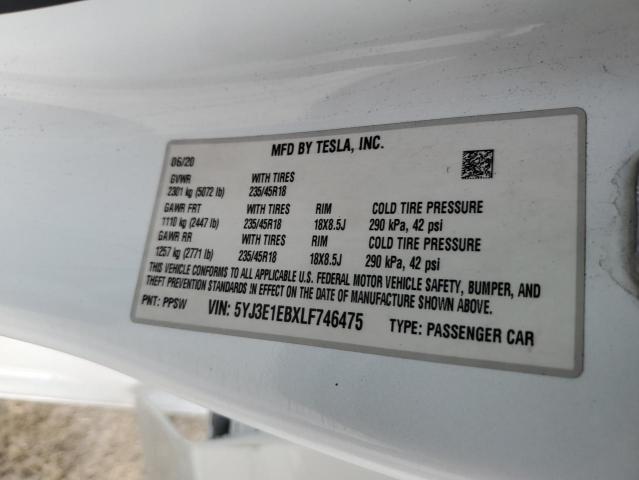 MFD BY TESLA, INC.
06/20
GVWR WITH TIRES
2301 kg (5072 lb) 235/45R18
GAWR FRT WITH TIRES RIM COLD TIRE PRESSURE
1110 kg (2447 lb) 235/45R18 18X8.5J 290 kPa, 42 psi
GAWR RR WITH TIRES RIM COLD TIRE PRESSURE
1257 kg (2771 lb) 235/45R18 18X8.5J 290 kPa, 42 psi
THIS VEHICLE CONFORMS TO ALL APPLICABLE U.S. FEDERAL MOTOR VEHICLE SAFETY, BUMPER, AND
THEFT PREVENTION STANDARDS IN EFFECT ON THE DATE OF MANUFACTURE SHOWN ABOVE.
PNT: PPSW VIN: 5YJ3E1EBXLF746475 TYPE: PASSENGER CAR